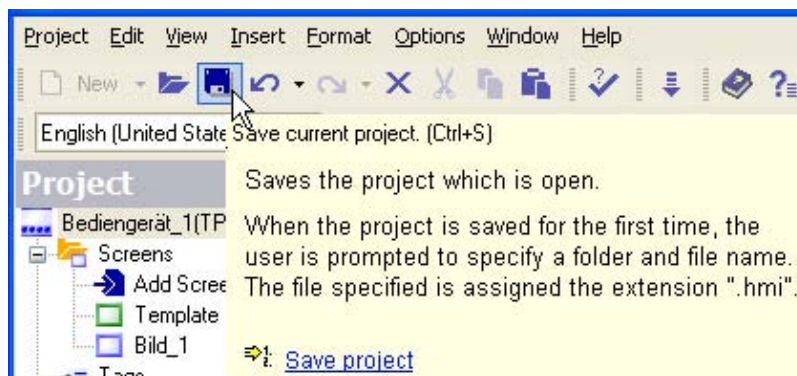 Project Edit View Insert Format Options Window Help
New
English (United State
Save current project. (Ctrl+S)
Project
Saves the project which is open.
Bediengerät_1(TP
When the project is saved for the first time, the
user is prompted to specify a folder and file name.
The file specified is assigned the extension ".hmi".
Screens
Add Scree
Template
Bild_1
Save project